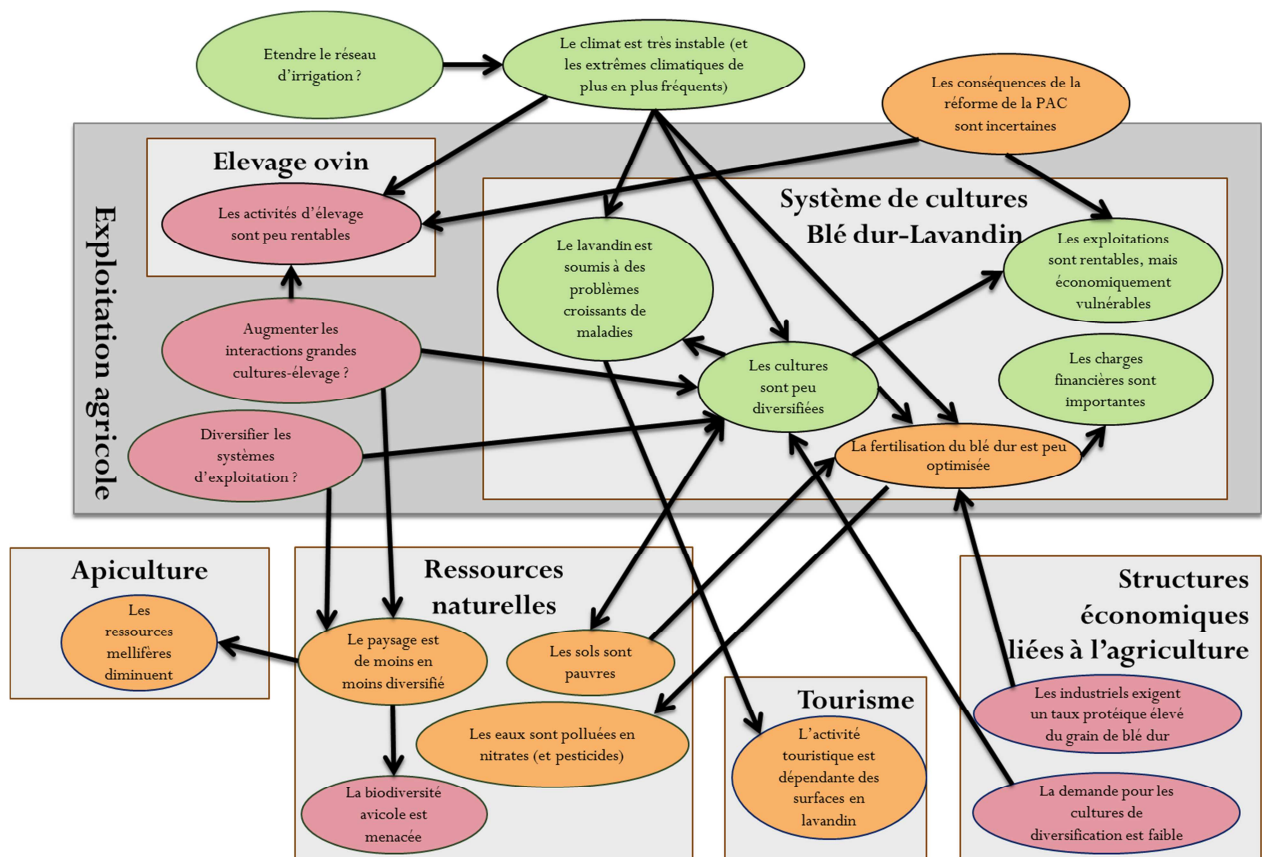 Etendre le réseau
d'irrigation ?
Le climat est très instable (et
les extrêmes climatiques de
plus en plus fréquents)
Les conséquences de la
réforme de la PAC
sont incertaines
Exploitation agricole
Elevage ovin
Les activités d'élevage
sont peu rentables
Système de cultures
Blé dur-Lavandin
Le lavandin est
soumis à des
problèmes
croissants de
maladies
Les exploitations
sont rentables, mais
économiquement
vulnérables
Augmenter les
interactions grandes
cultures-élevage ?
Les cultures
sont peu
diversifiées
Les charges
financières sont
importantes
Diversifier les
systèmes
d'exploitation ?
La fertilisation du blé dur est peu
optimisée
Apiculture
Les
ressources
mellifères
diminuent
Ressources
naturelles
Le paysage est
de moins en
moins diversifié
Les sols sont
pauvres
Les eaux sont polluées en
nitrates (et pesticides)
La biodiversité
avicole est
menacée
Tourisme
L'activité
touristique est
dépendante des
surfaces en
lavandin
Structures
économiques
liées à l'agriculture
Les industriels exigent
un taux protéique élevé
du grain de blé dur
La demande pour les
cultures de
diversification est faible